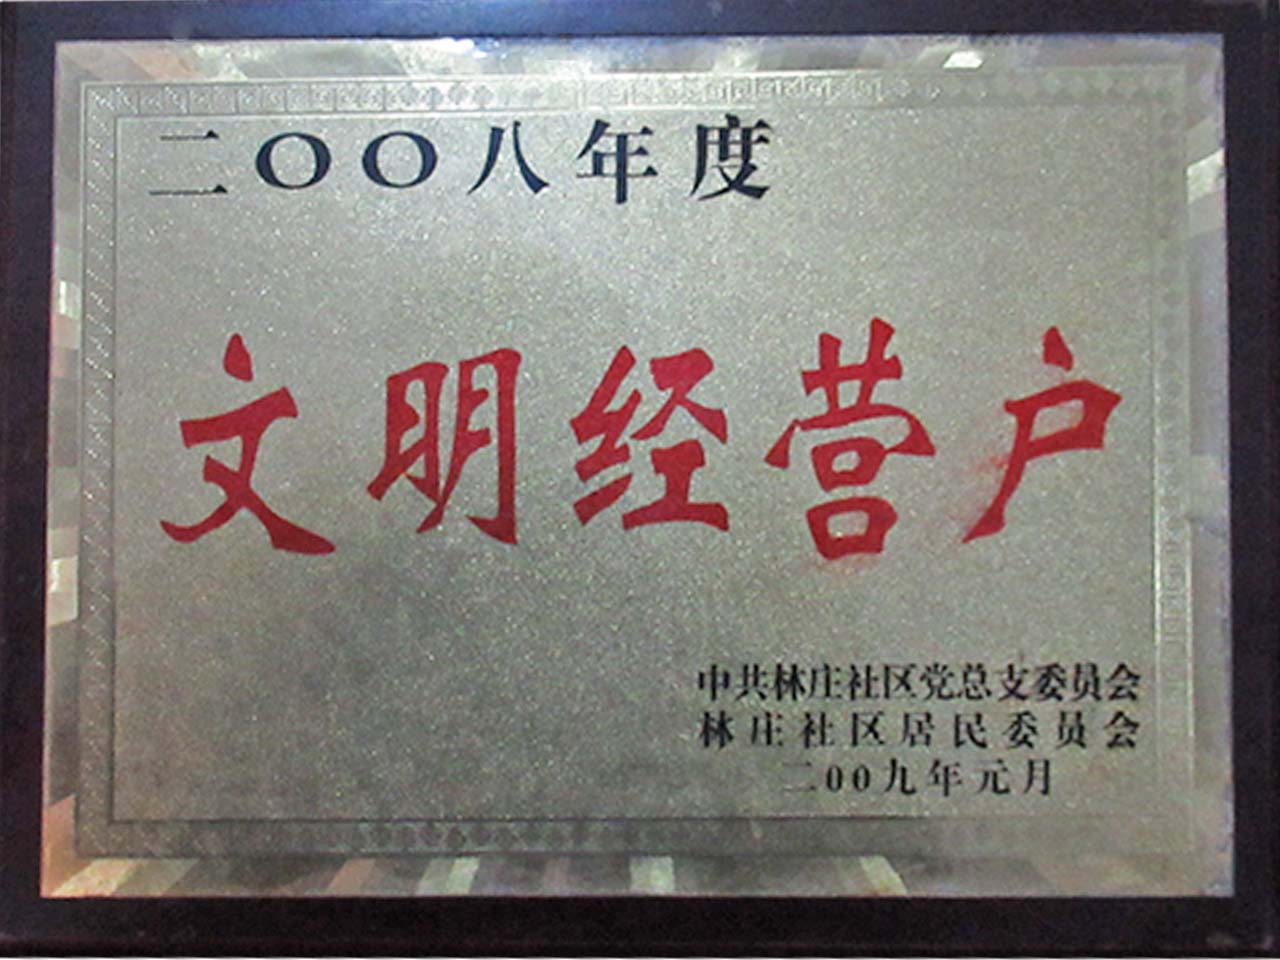 二〇〇八年度
文明经营户
中共林庄社区党总支委员会
林庄社区居民委员会
二00九年元月